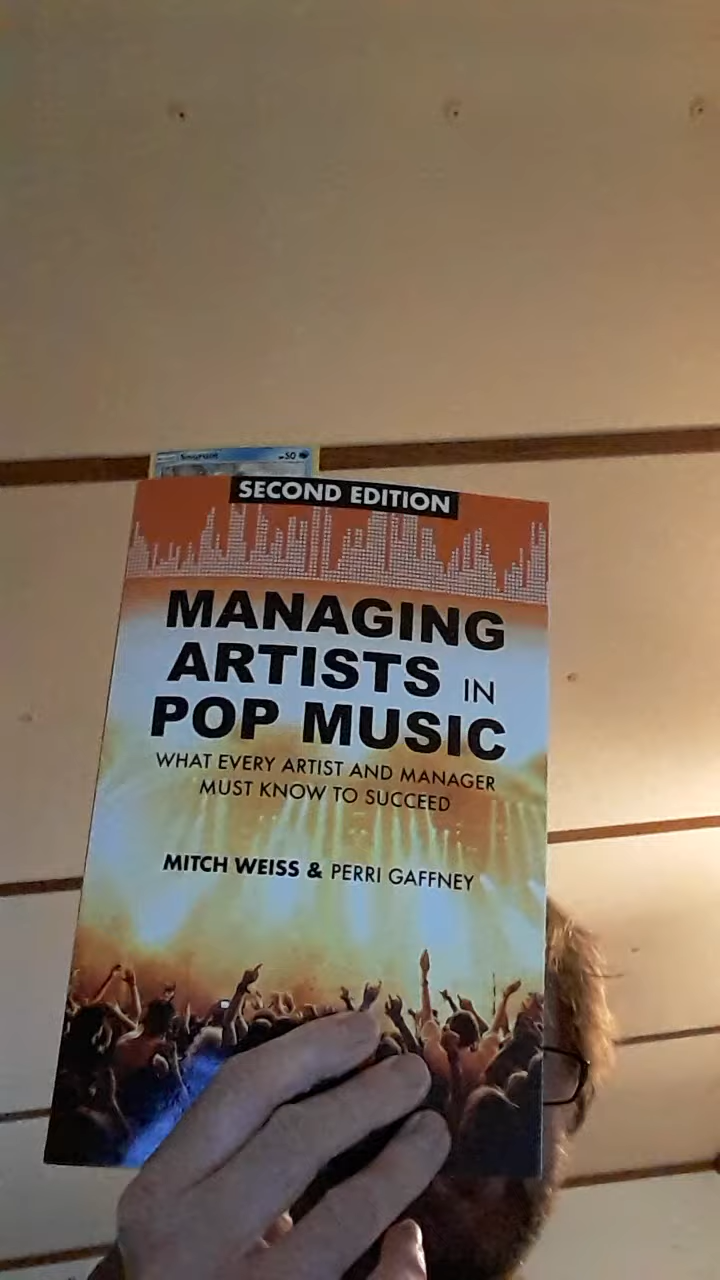 50
SECOND EDITION
MANAGING
ARTISTS IN
POP MUSIC
WHAT EVERY ARTIST AND MANAGER
MUST KNOW TO SUCCEED
MITCH WEISS & PERRI GAFFNEY